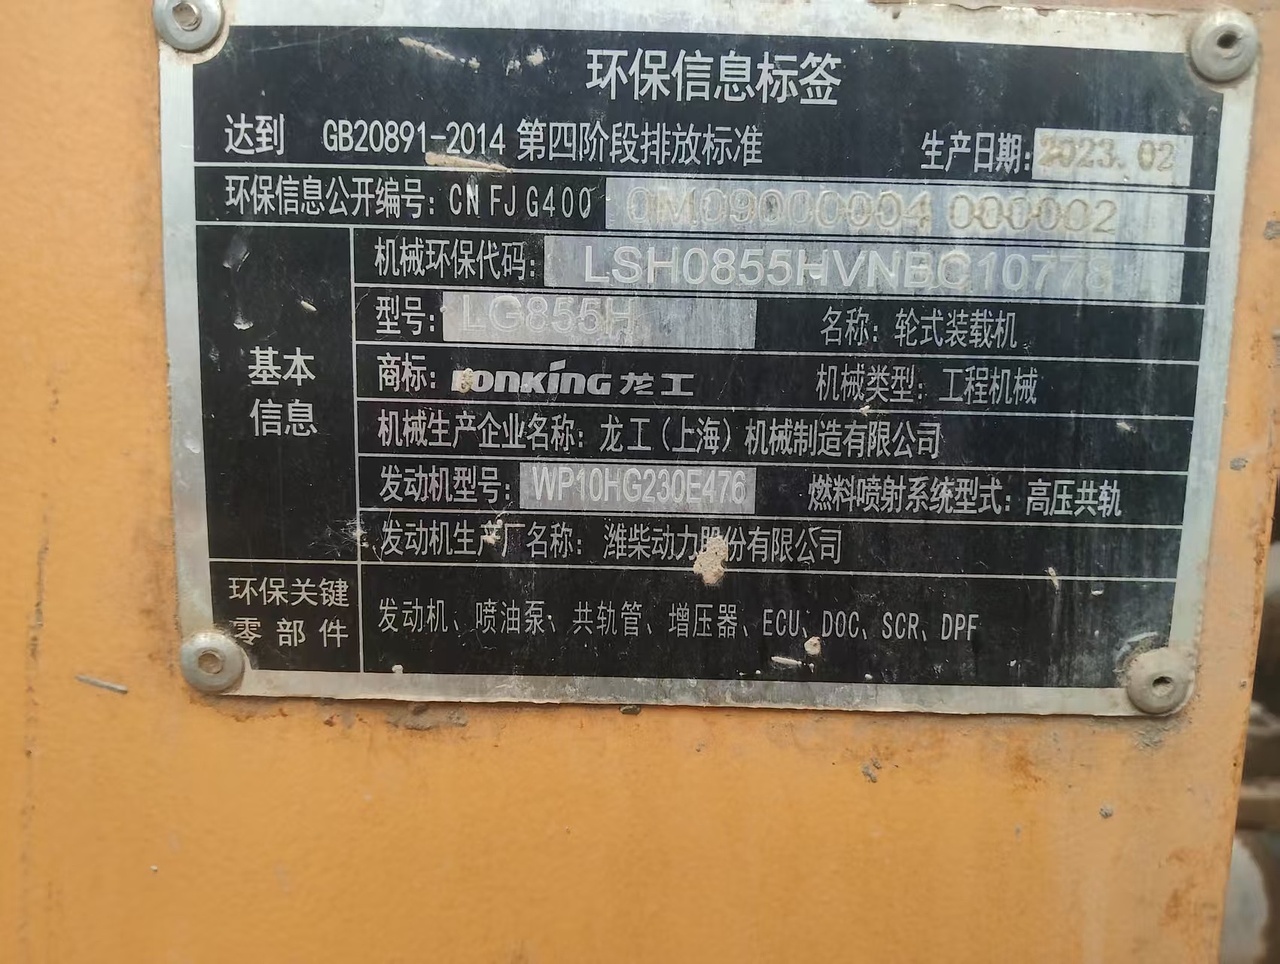 环保信息标签
达到 GB20891-2014 第四阶段排放标准 生产日期: 2023.02
环保信息公开编号: CN FJ G400 0M09000004 000002
基本信息
机械环保代码: LSH0855HVNBC10778
型号: LG855H 名称: 轮式装载机
商标: LONKING 龙工 机械类型: 工程机械
机械生产企业名称: 龙工(上海)机械制造有限公司
发动机型号: WP10HG230E476 燃料喷射系统型式: 高压共轨
发动机生产厂名称: 潍柴动力股份有限公司
环保关键零部件
发动机、喷油泵、共轨管、增压器、ECU、DOC、SCR、DPF